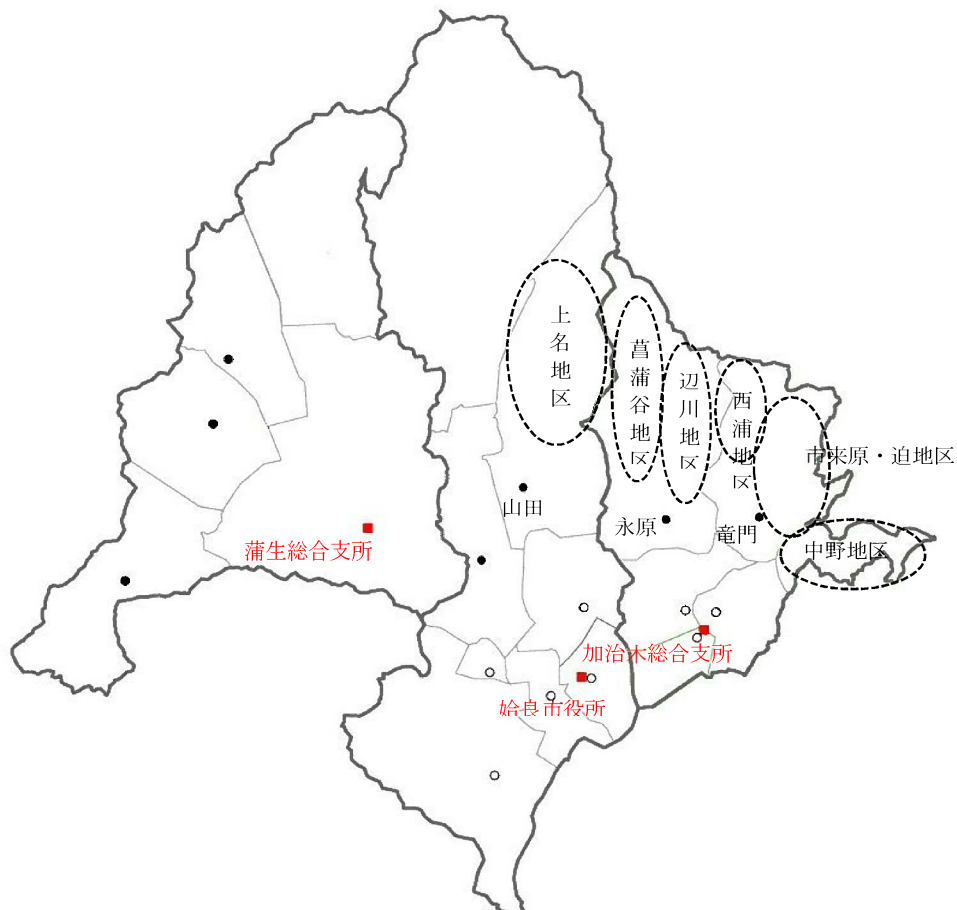 上名地区
菖蒲谷地区
辺川地区
西浦地区
市来原・迫地区
山田
永原
竜門
蒲生総合支所
中野地区
加治木総合支所
姶良市役所